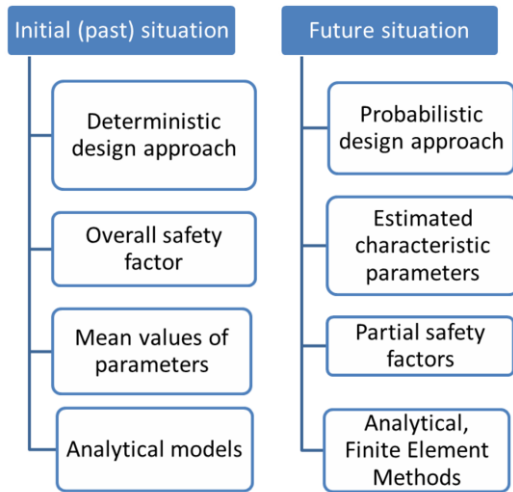 Initial (past) situation
Deterministic
design approach
Overall safety
factor
Mean values of
parameters
Analytical models
Future situation
Probabilistic
design approach
Estimated
characteristic
parameters
Partial safety
factors
Analytical,
Finite Element
Methods